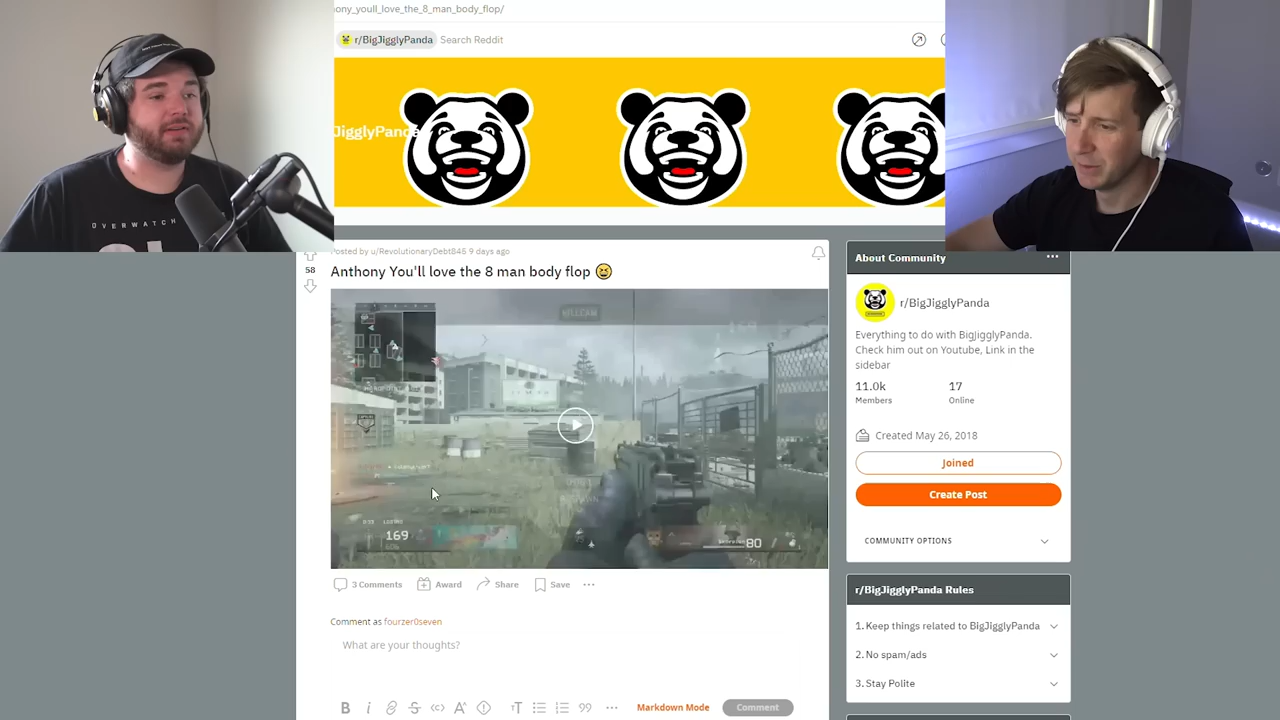 ony_youll_love_the_8_man_body_flop/
r/BigJigglyPanda Search Reddit
JigglyPanda
OVERWATCH
Posted by u/RevolutionaryDebt845 9 days ago
58
Anthony You'll love the 8 man body flop
KILLCAM
169
80
3 Comments Award Share Save
Comment as fourzer0seven
What are your thoughts?
Markdown Mode
Comment
About Community
r/BigJigglyPanda
Everything to do with BigJigglyPanda.
Check him out on Youtube, Link in the
sidebar
11.0k 17
Members Online
Created May 26, 2018
Joined
Create Post
COMMUNITY OPTIONS
r/BigJigglyPanda Rules
1. Keep things related to BigJigglyPanda
2. No spam/ads
3. Stay Polite